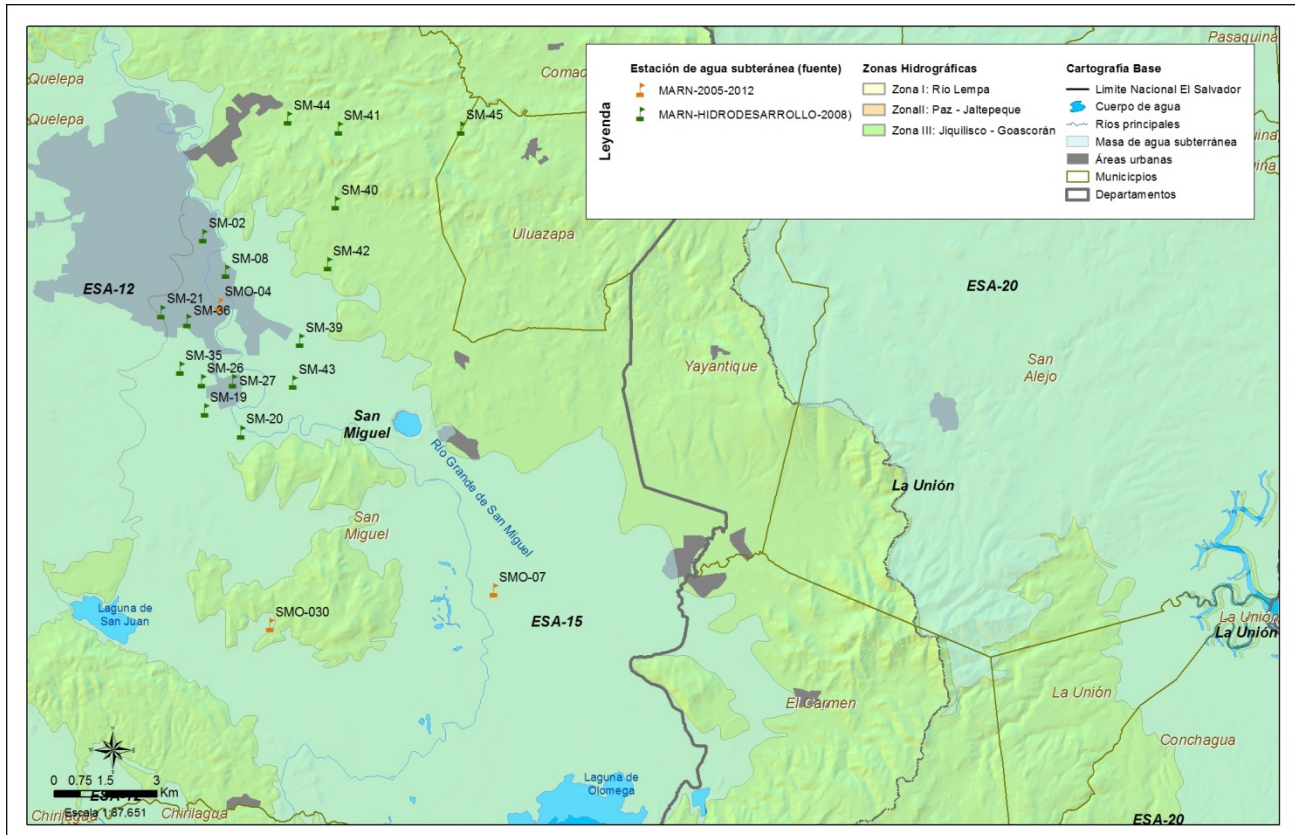 Leyenda
Estación de agua subteránea (fuente)
MARN-2005-2012
MARN-HIDRODESARROLLO-2008)
Zonas Hidrográficas
Zona I: Río Lempa
ZonaII: Paz - Jaltepeque
Zona III: Jiquilisco - Goascorán
Cartografía Base
Limite Nacional El Salvador
Cuerpo de agua
Ríos principales
Masa de agua subterránea
Áreas urbanas
Municicpios
Departamentos
Pasaquina
Quelepa
Quelepa
Comac
SM-44
SM-41
SM-45
SM-40
Uluazapa
SM-02
SM-42
SM-08
ESA-12
SMO-04
SM-21
SM-36
ESA-20
SM-39
SM-35
SM-26
SM-27
SM-43
SM-19
SM-20
Yayantique
San
Alejo
San
Miguel
Río Grande de San Miguel
La Unión
San
Miguel
SMO-07
SMO-030
ESA-15
Laguna de
San Juan
La Unión
La Unión
El Carmen
La Unión
Conchagua
0 0.75 1.5 3
Km
Escala 1:87,651
ESA-12
Chirilagua
Chirilagua
Laguna de
Olomega
ESA-20